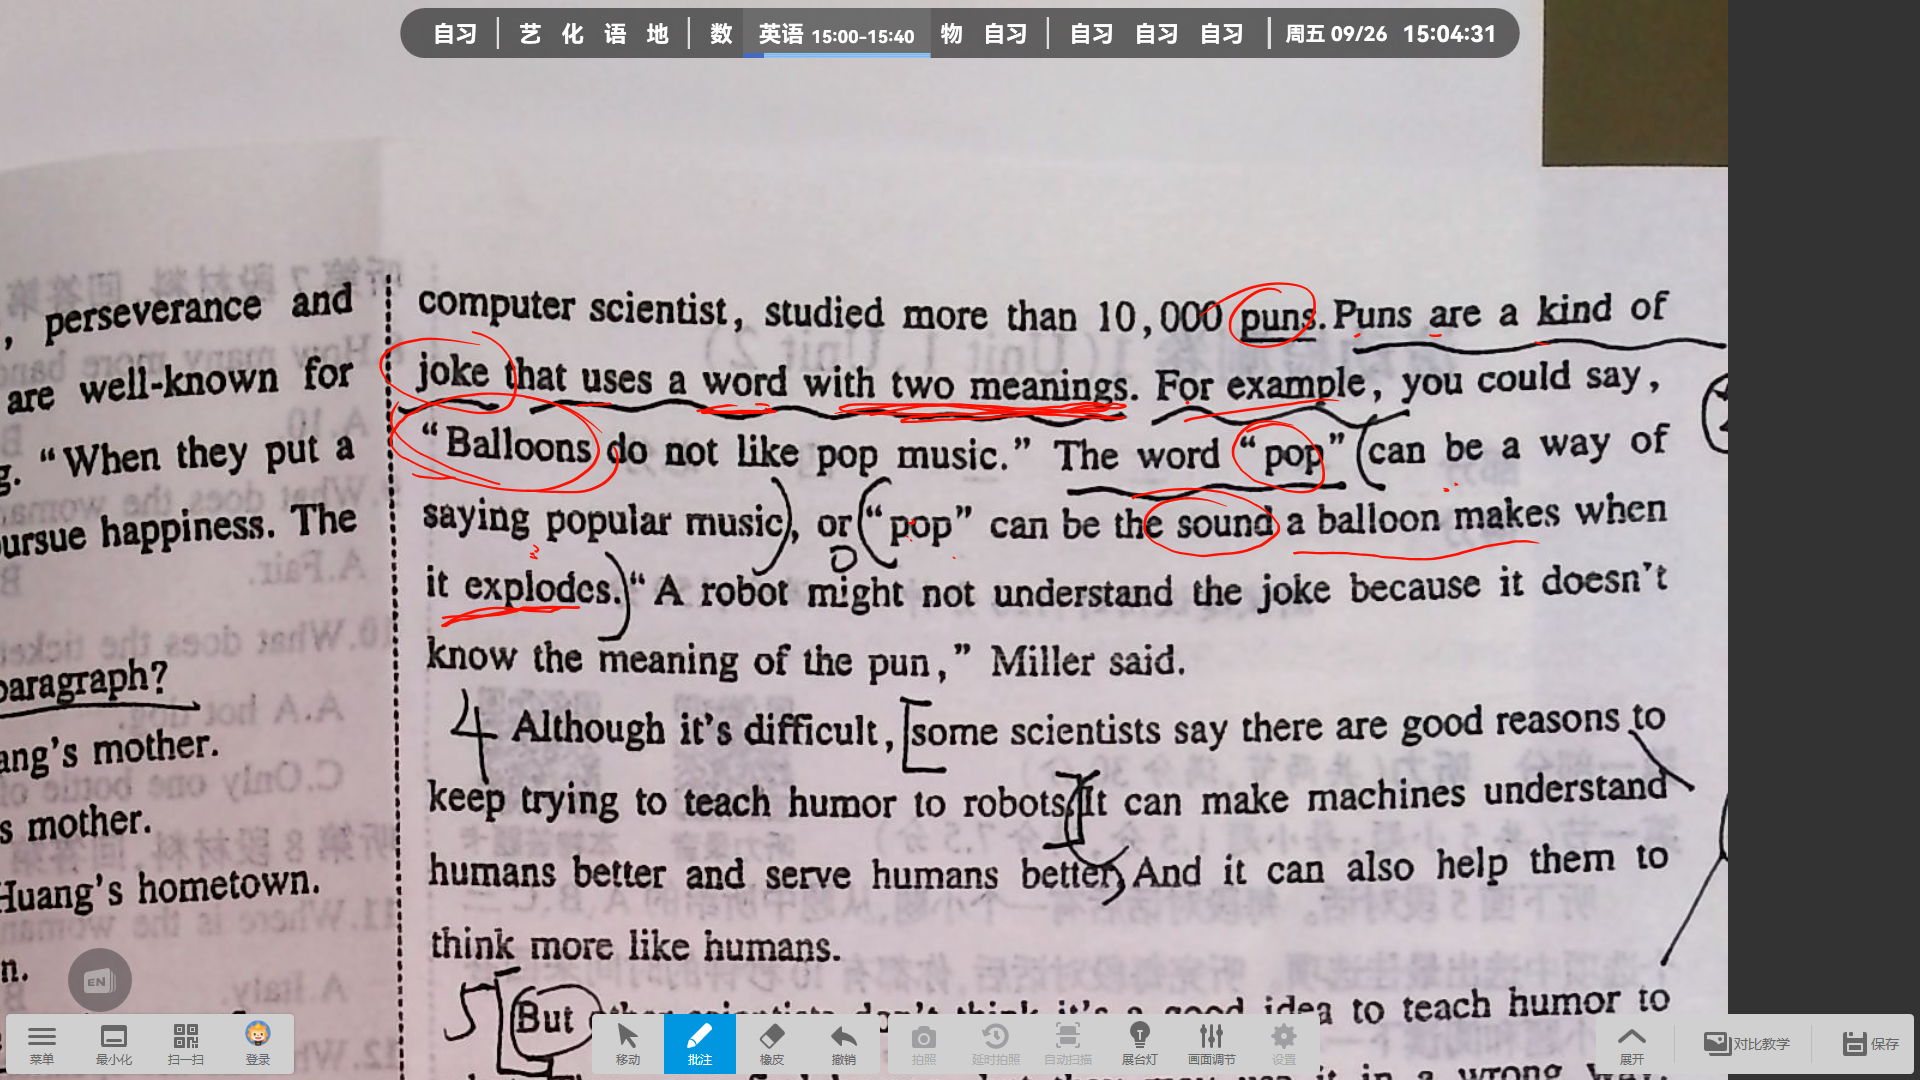 自习 | 艺 化 语 地 | 数 英语 15:00-15:40 物 自习 | 自习 自习 自习 | 周五 09/26 15:04:31
, perseverance and
are well-known for
g. “When they put a
ursue happiness. The
paragraph?
ang's mother.
s mother.
Huang's hometown.
n.
computer scientist, studied more than 10,000 puns. Puns are a kind of
joke that uses a word with two meanings. For example, you could say,
“Balloons do not like pop music.” The word “pop” (can be a way of
saying popular music), or (“pop” can be the sound a balloon makes when
it explodes.) “A robot might not understand the joke because it doesn't
know the meaning of the pun,” Miller said.
4 Although it's difficult, [some scientists say there are good reasons to
keep trying to teach humor to robots.] It can make machines understand
humans better and serve humans better. And it can also help them to
think more like humans.
5 [But other scientists don't think it's a good idea to teach humor to
it in a wrong way.
EN
菜单 最小化 扫一扫 登录 移动 批注 橡皮 撤销 拍照 延时拍照 自动扫描 展台灯 画面调节 设置 展开 对比教学 保存